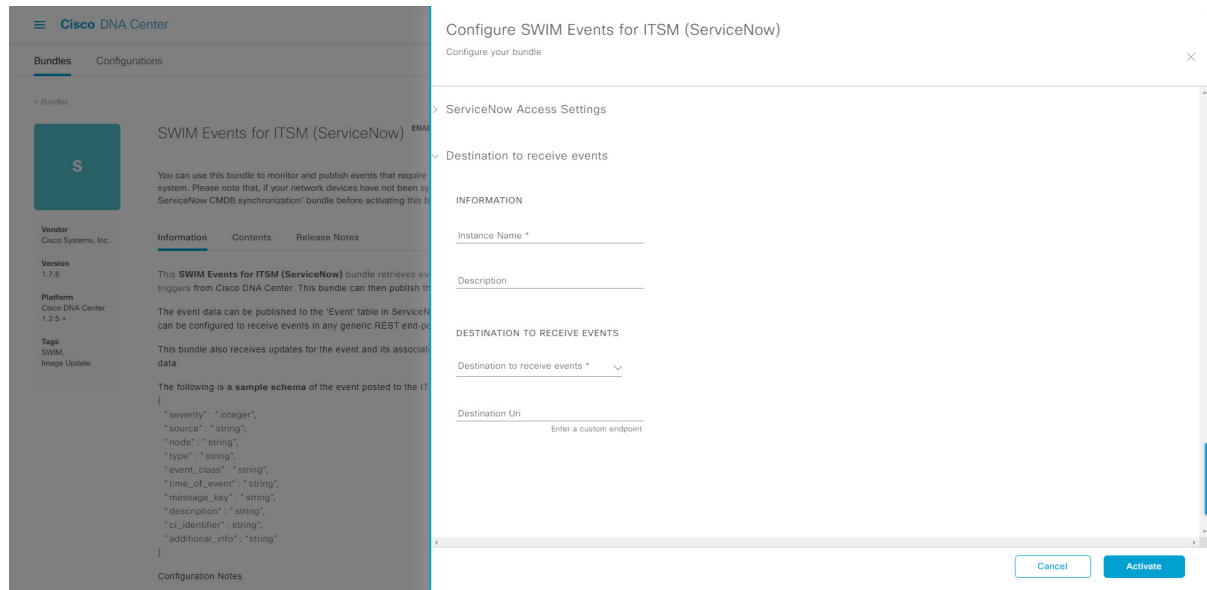 Cisco DNA Center
Bundles Configurations
< Bundles
S
Vendor
Cisco Systems, Inc.
Version
1.7.6
Platform
Cisco DNA Center
1.2.5 +
Tags
SWIM,
Image Update
SWIM Events for ITSM (ServiceNow)
You can use this bundle to monitor and publish events that require
system. Please note that, if your network devices have not been
ServiceNow CMDB synchronization' bundle before activating this
Information Contents Release Notes
This SWIM Events for ITSM (ServiceNow) bundle retrieves
triggers from Cisco DNA Center. This bundle can then publish
The event data can be published to the 'Event' table in
can be configured to receive events in any generic REST
This bundle also receives updates for the event and its
data.
The following is a sample schema of the event posted to the
{
"severity" : "integer",
"source" : "string",
"node" : "string",
"type" : "string",
"event_class" : "string",
"time_of_event" : "string",
"message_key" : "string",
"description" : "string",
"ci_identifier" : string",
"additional_info" : "string"
}
Configuration Notes
Configure SWIM Events for ITSM (ServiceNow)
Configure your bundle
ServiceNow Access Settings
Destination to receive events
INFORMATION
Instance Name *
Description
DESTINATION TO RECEIVE EVENTS
Destination to receive events *
Destination Uri
Enter a custom endpoint
Cancel Activate